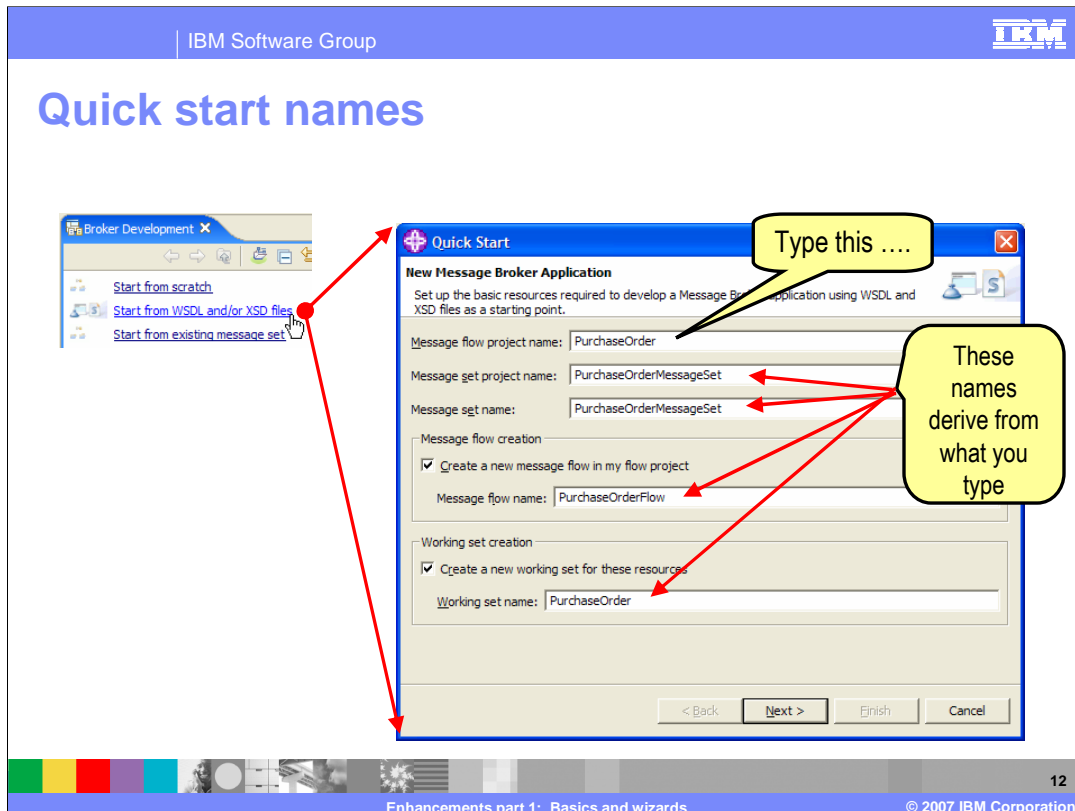 IBM Software Group
IBM
Quick start names
Broker Development
Start from scratch
Start from WSDL and/or XSD files
Start from existing message set
Quick Start
Type this ....
New Message Broker Application
Set up the basic resources required to develop a Message Application using WSDL and
XSD files as a starting point.
Message flow project name: PurchaseOrder
Message set project name: PurchaseOrderMessageSet
Message set name: PurchaseOrderMessageSet
These
names
derive from
what you
type
Message flow creation
Create a new message flow in my flow project
Message flow name: PurchaseOrderFlow
Working set creation
Create a new working set for these resources
Working set name: PurchaseOrder
< Back
Next >
Finish
Cancel
12
Enhancements part 1: Basics and wizards
© 2007 IBM Corporation